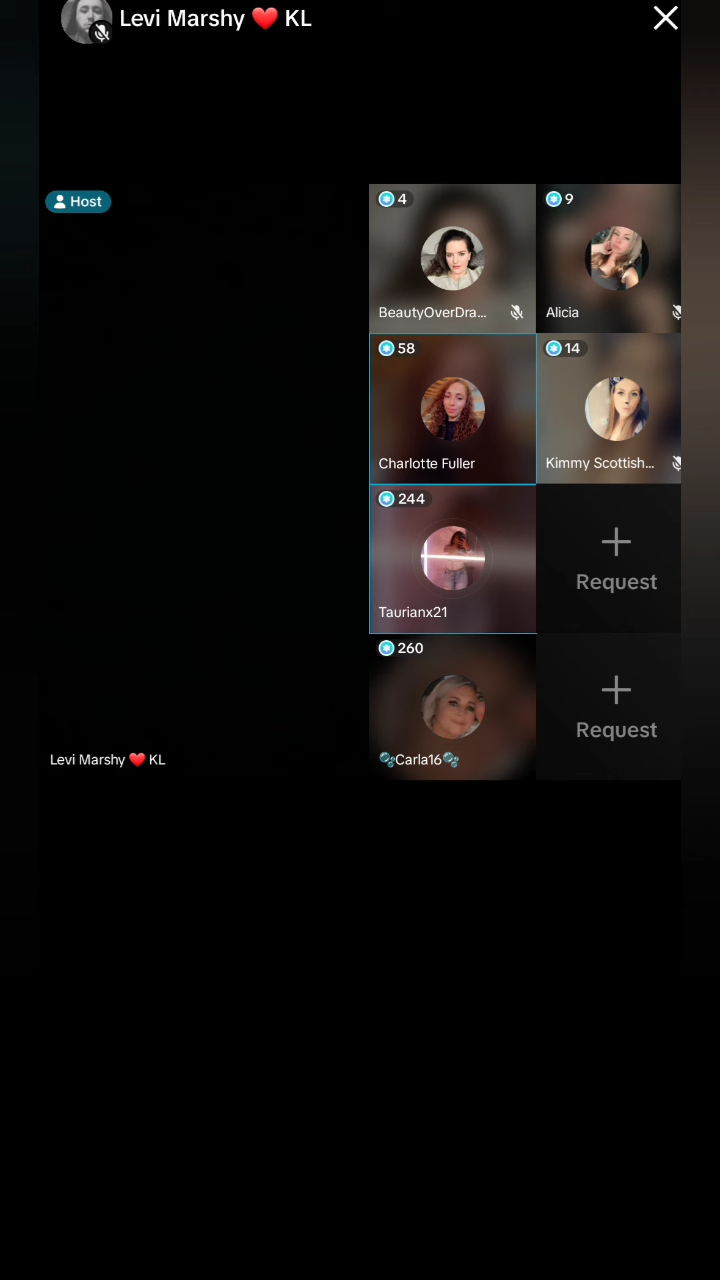 Levi Marshy ❤️ KL
Host
4
9
BeautyOverDra...
Alicia
58
14
Charlotte Fuller
Kimmy Scottish...
244
Request
Taurianx21
260
Request
Levi Marshy ❤️ KL
🫧Carla16🫧